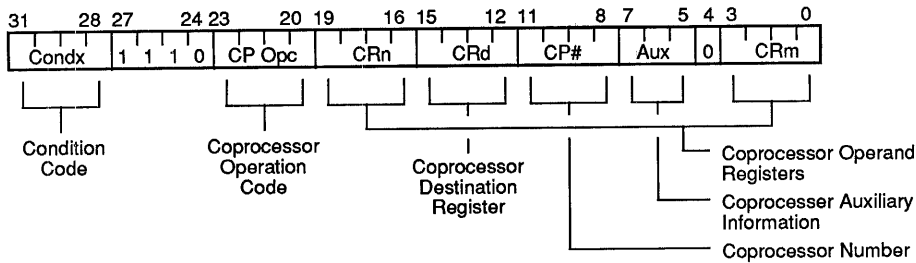 31 28 27 24 23 20 19 16 15 12 11 8 7 5 4 3 0
Condx 1 1 1 0 CP Opc CRn CRd CP# Aux 0 CRm
Condition
Code
Coprocessor
Operation
Code
Coprocessor
Destination
Register
Coprocessor Operand
Registers
Coprocesser Auxiliary
Information
Coprocessor Number